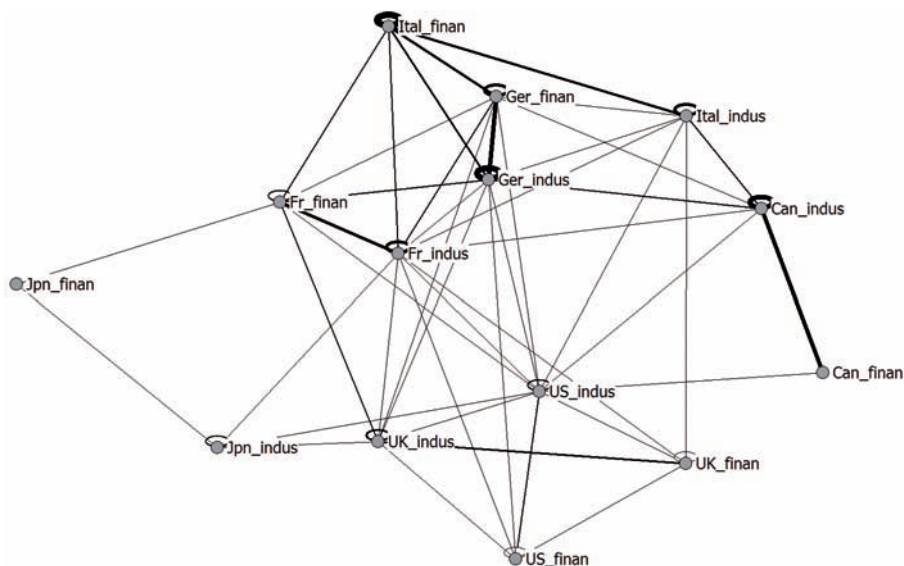 Ital_finan
Ger_finan
Ital_indus
Ger_indus
Fr_finan
Can_indus
Fr_indus
Jpn_finan
Can_finan
US_indus
UK_indus
Jpn_indus
UK_finan
US_finan